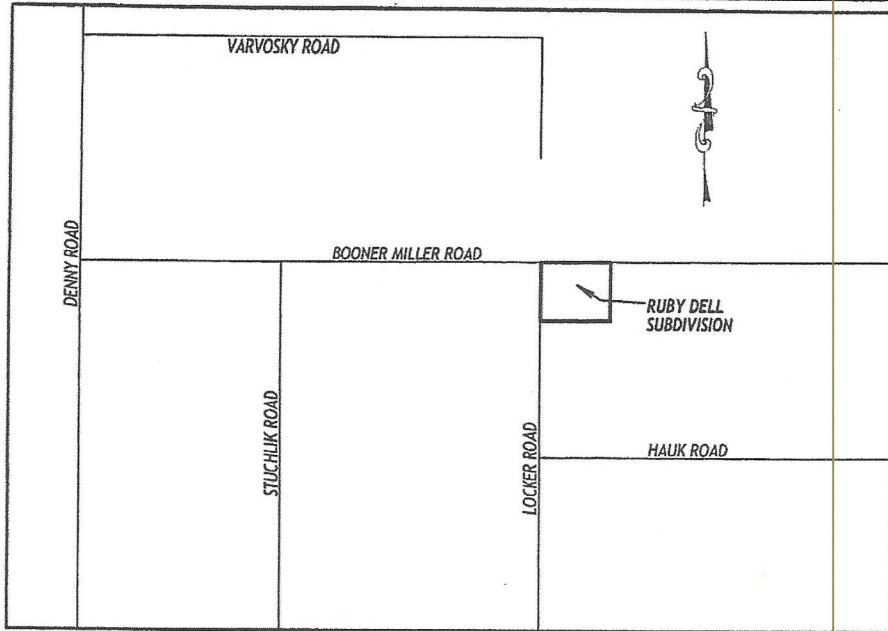 VARVOSKY ROAD
DENNY ROAD
BOONER MILLER ROAD
RUBY DELL
SUBDIVISION
STUCHLIK ROAD
LOCKER ROAD
HAUK ROAD